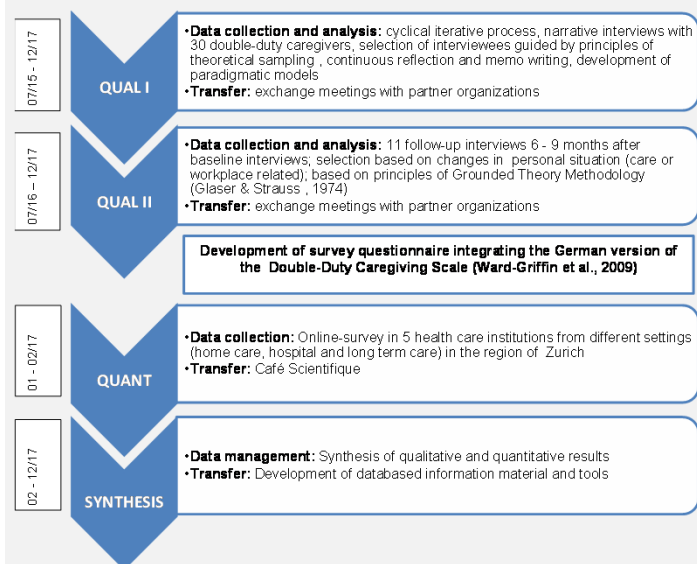 07/15 - 12/17
QUAL I
•Data collection and analysis: cyclical iterative process, narrative interviews with
30 double-duty caregivers, selection of interviewees guided by principles of
theoretical sampling , continuous reflection and memo writing, development of
paradigmatic models
•Transfer: exchange meetings with partner organizations
07/16 – 12/17
QUAL II
•Data collection and analysis: 11 follow-up interviews 6 - 9 months after
baseline interviews; selection based on changes in personal situation (care or
workplace related); based on principles of Grounded Theory Methodology
(Glaser & Strauss , 1974)
•Transfer: exchange meetings with partner organizations
Development of survey questionnaire integrating the German version of
the Double-Duty Caregiving Scale (Ward-Griffin et al., 2009)
01 - 02/17
QUANT
•Data collection: Online-survey in 5 health care institutions from different settings
(home care, hospital and long term care) in the region of Zurich
•Transfer: Café Scientifique
02 - 12/17
SYNTHESIS
•Data management: Synthesis of qualitative and quantitative results
•Transfer: Development of databased information material and tools